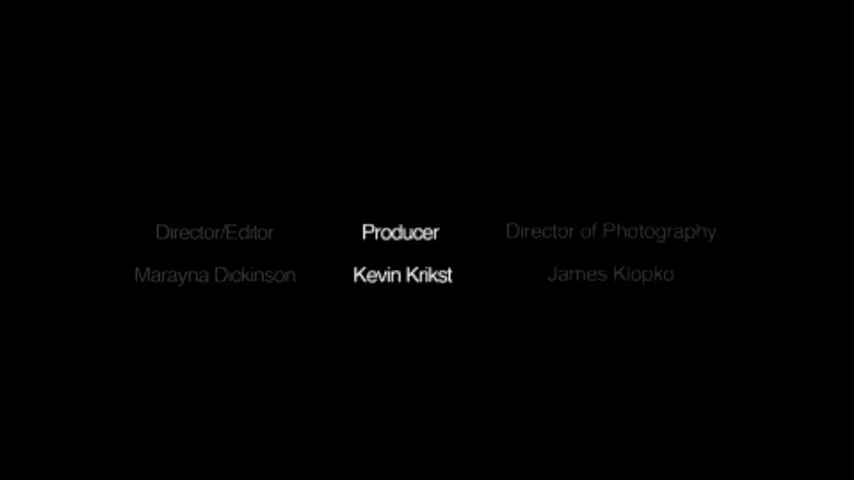 Director/Editor
Marayna Dickinson
Producer
Kevin Krikst
Director of Photography
James Klopko